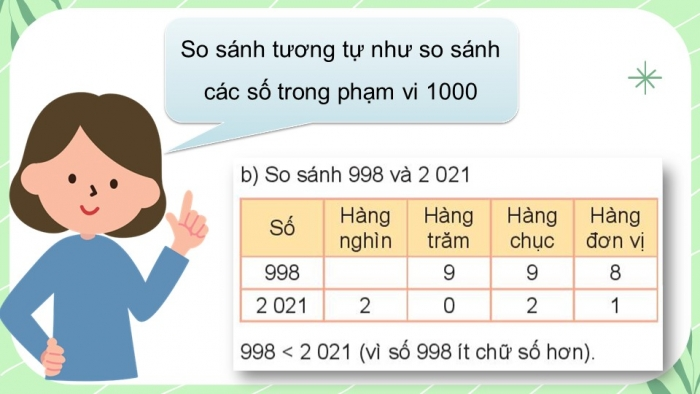 So sánh tương tự như so sánh
các số trong phạm vi 1000
b) So sánh 998 và 2 021
Số Hàng nghìn Hàng trăm Hàng chục Hàng đơn vị
998 9 9 8
2 021 2 0 2 1
998 < 2 021 (vì số 998 ít chữ số hơn).